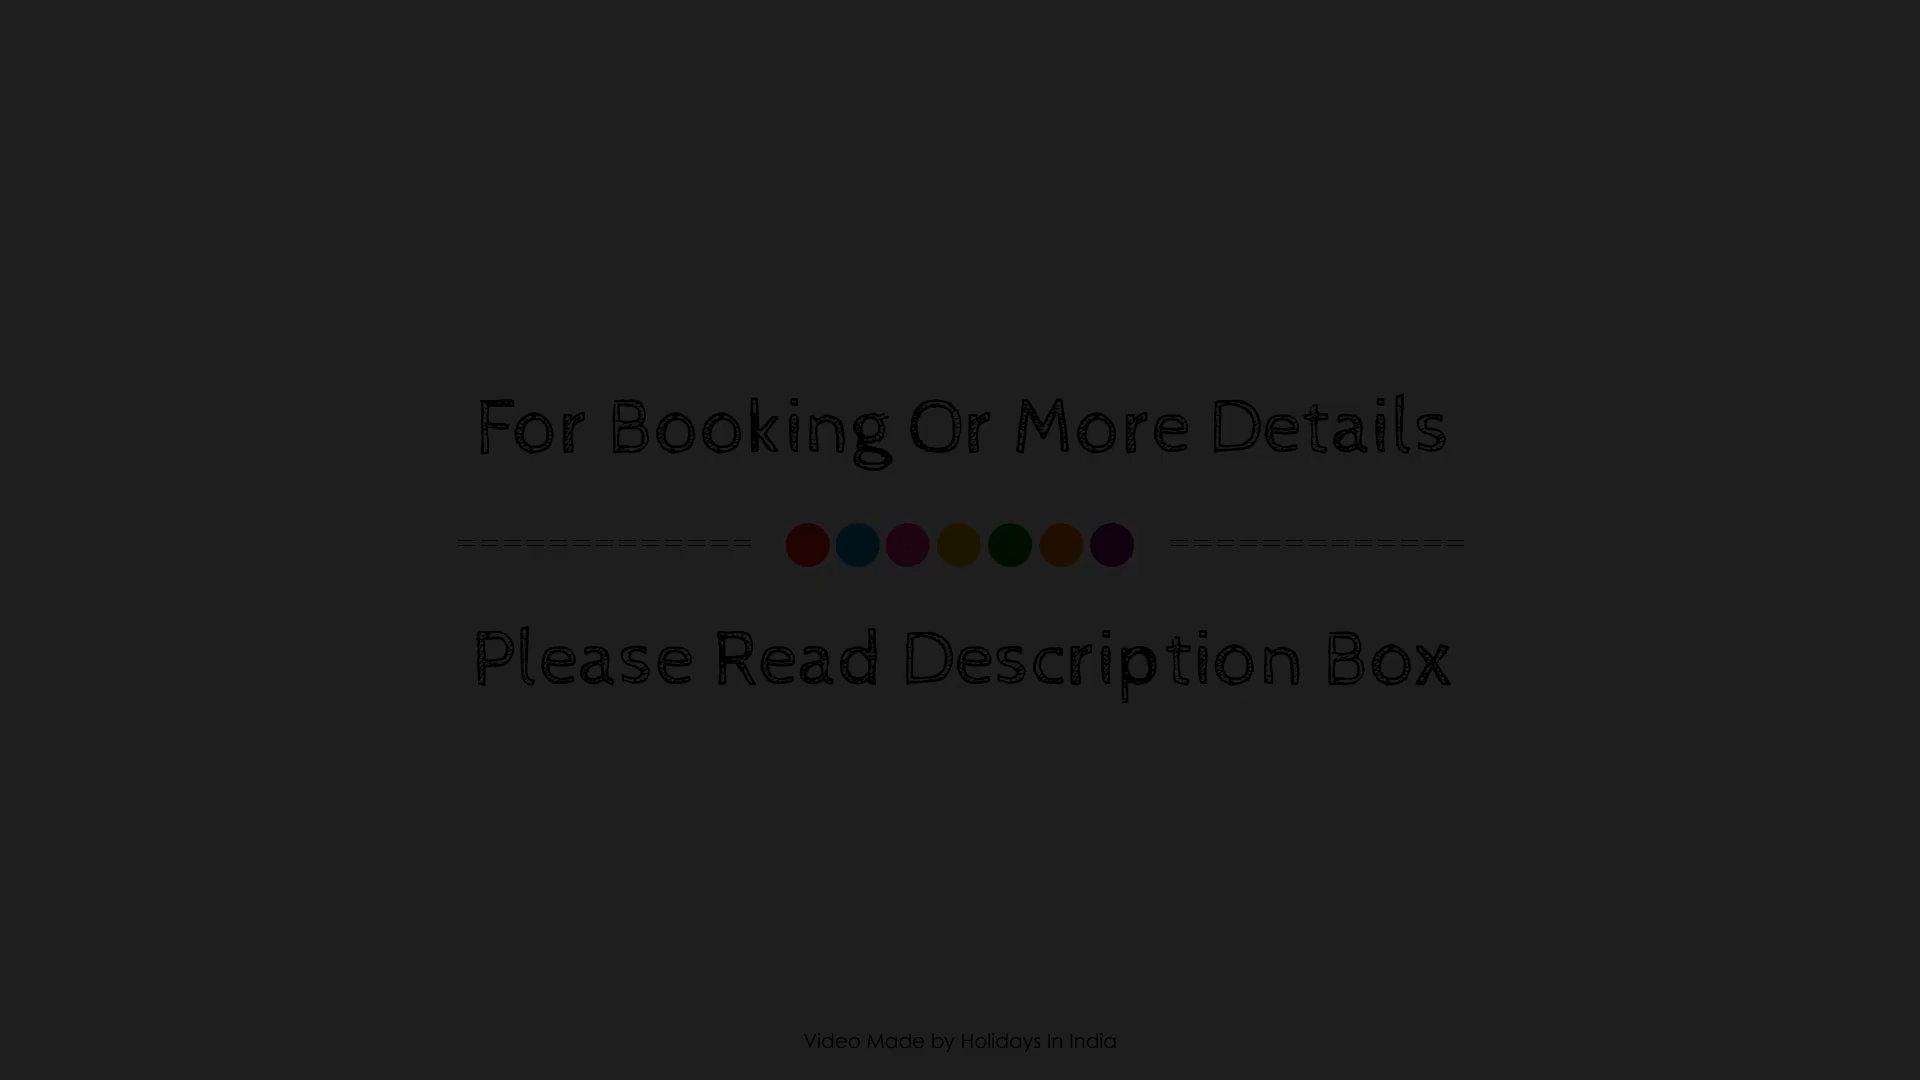 For Booking Or More Details
============= =============
Please Read Description Box
Video Made by Holidays In India